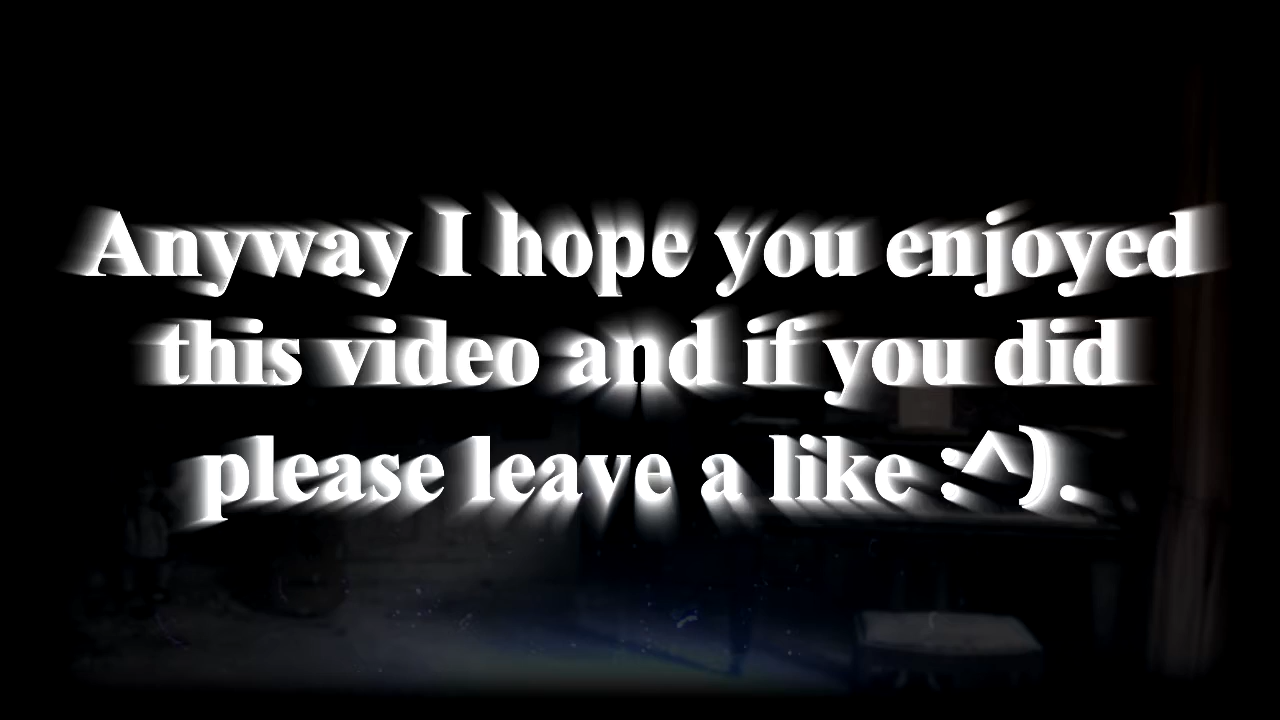 Anyway I hope you enjoyed
this video and if you did
please leave a like :^).